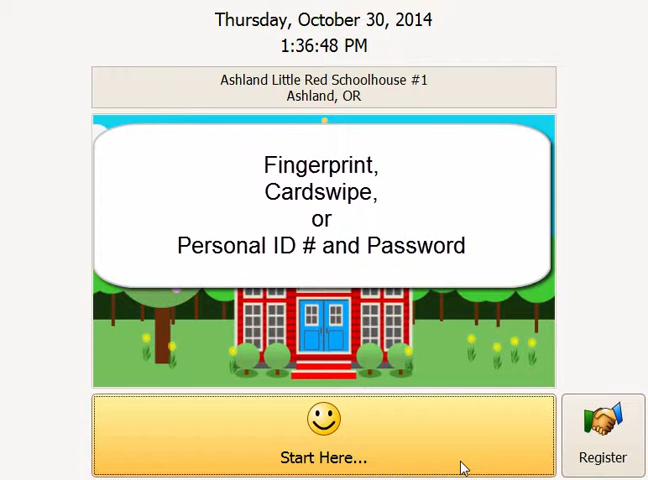 Thursday, October 30, 2014
1:36:48 PM
Ashland Little Red Schoolhouse #1
Ashland, OR
Fingerprint,
Cardswipe,
or
Personal ID # and Password
Start Here...
Register